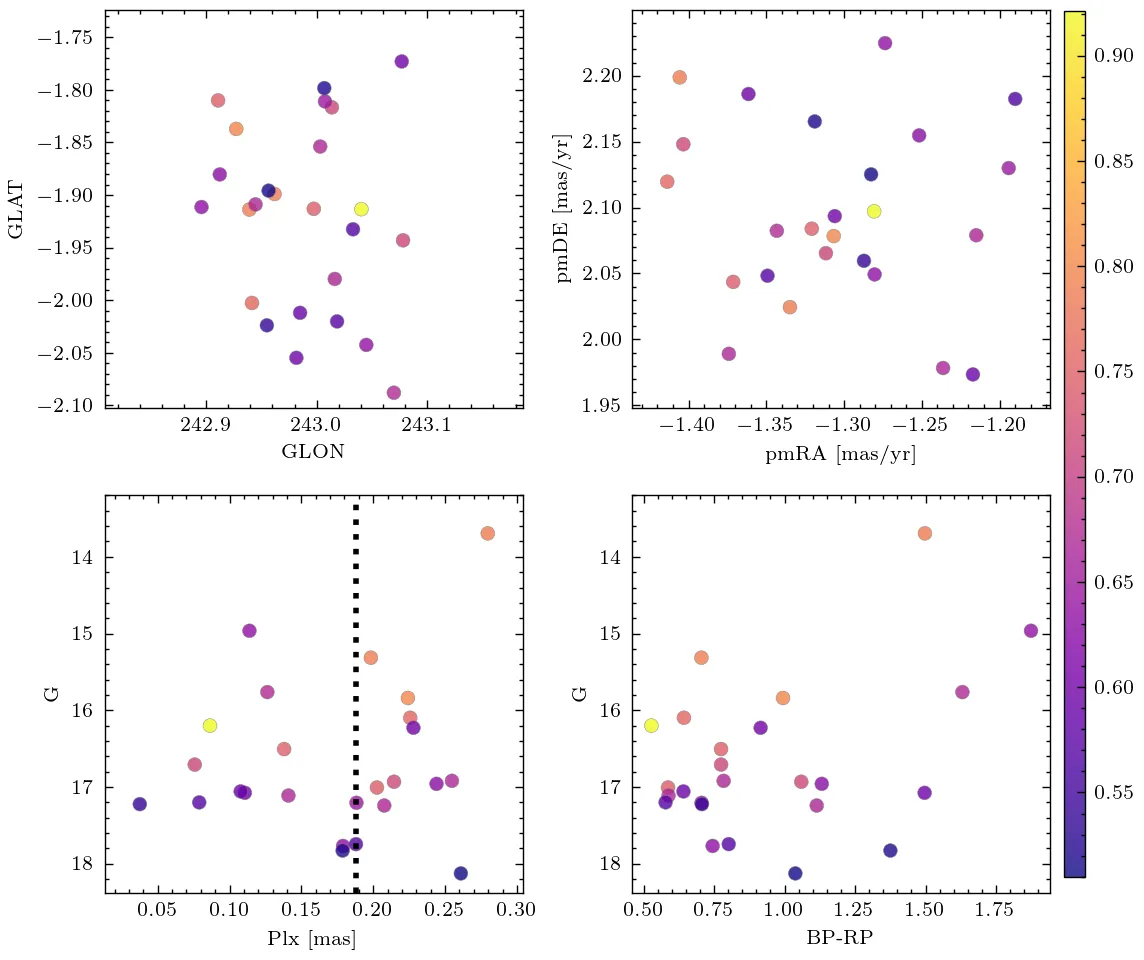 −1.75
−1.80
−1.85
−1.90
−1.95
−2.00
−2.05
−2.10
GLAT
242.9 243.0 243.1
GLON
2.20
2.15
2.10
2.05
2.00
1.95
pmDE [mas/yr]
−1.40 −1.35 −1.30 −1.25 −1.20
pmRA [mas/yr]
14
15
16
17
18
G
0.05 0.10 0.15 0.20 0.25 0.30
Plx [mas]
14
15
16
17
18
G
0.50 0.75 1.00 1.25 1.50 1.75
BP-RP
0.90
0.85
0.80
0.75
0.70
0.65
0.60
0.55